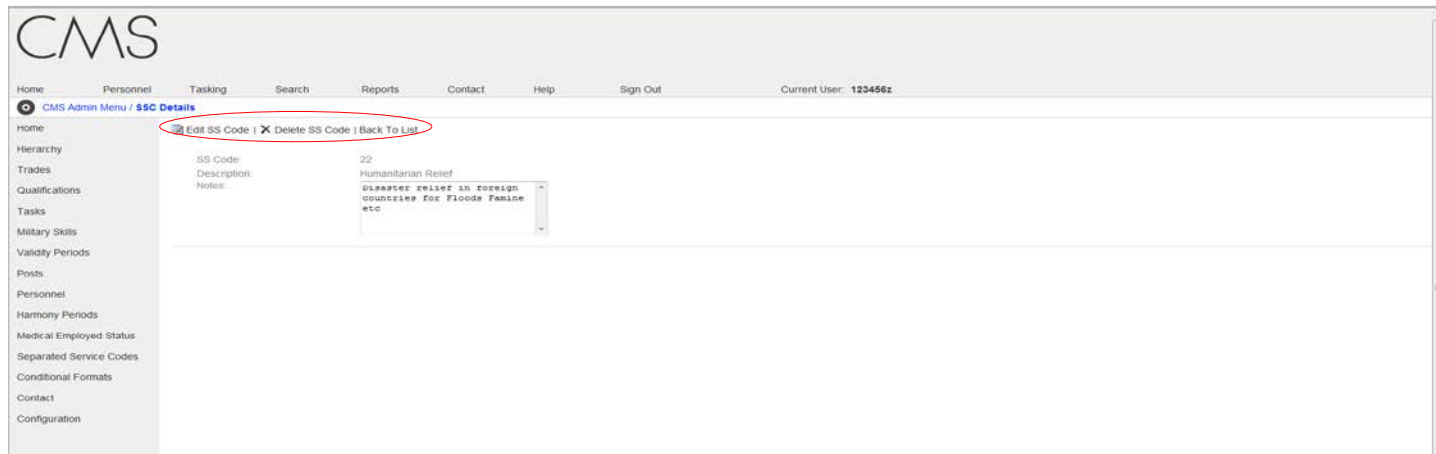 CMS
Home Personnel Tasking Search Reports Contact Help Sign Out Current User: 123456z
CMS Admin Menu / SSC Details
Home
Edit SS Code | Delete SS Code | Back To List
Hierarchy
SS Code: 22
Trades
Description: Humanitarian Relief
Qualifications
Notes: Disaster relief in foreign
countries for Floods Famine
etc
Tasks
Military Skills
Validity Periods
Posts
Personnel
Harmony Periods
Medical Employed Status
Separated Service Codes
Conditional Formats
Contact
Configuration